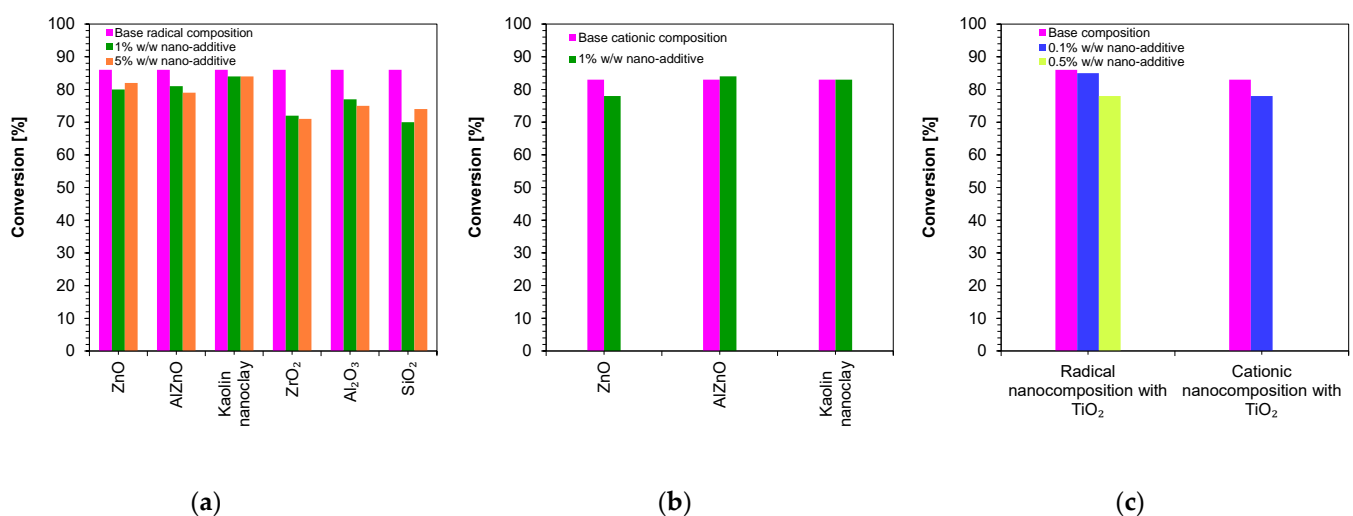 100
90
80
70
60
50
40
30
20
10
0
Conversion [%]
Base radical composition
1% w/w nano-additive
5% w/w nano-additive
ZnO
AlZnO
Kaolin
nanoclay
ZrO₂
Al₂O₃
SiO₂
(a)
100
90
80
70
60
50
40
30
20
10
0
Conversion [%]
Base cationic composition
1% w/w nano-additive
ZnO
AlZnO
Kaolin
nanoclay
(b)
100
90
80
70
60
50
40
30
20
10
0
Conversion [%]
Base composition
0.1% w/w nano-additive
0.5% w/w nano-additive
Radical
nanocomposition with
TiO₂
Cationic
nanocomposition with
TiO₂
(c)